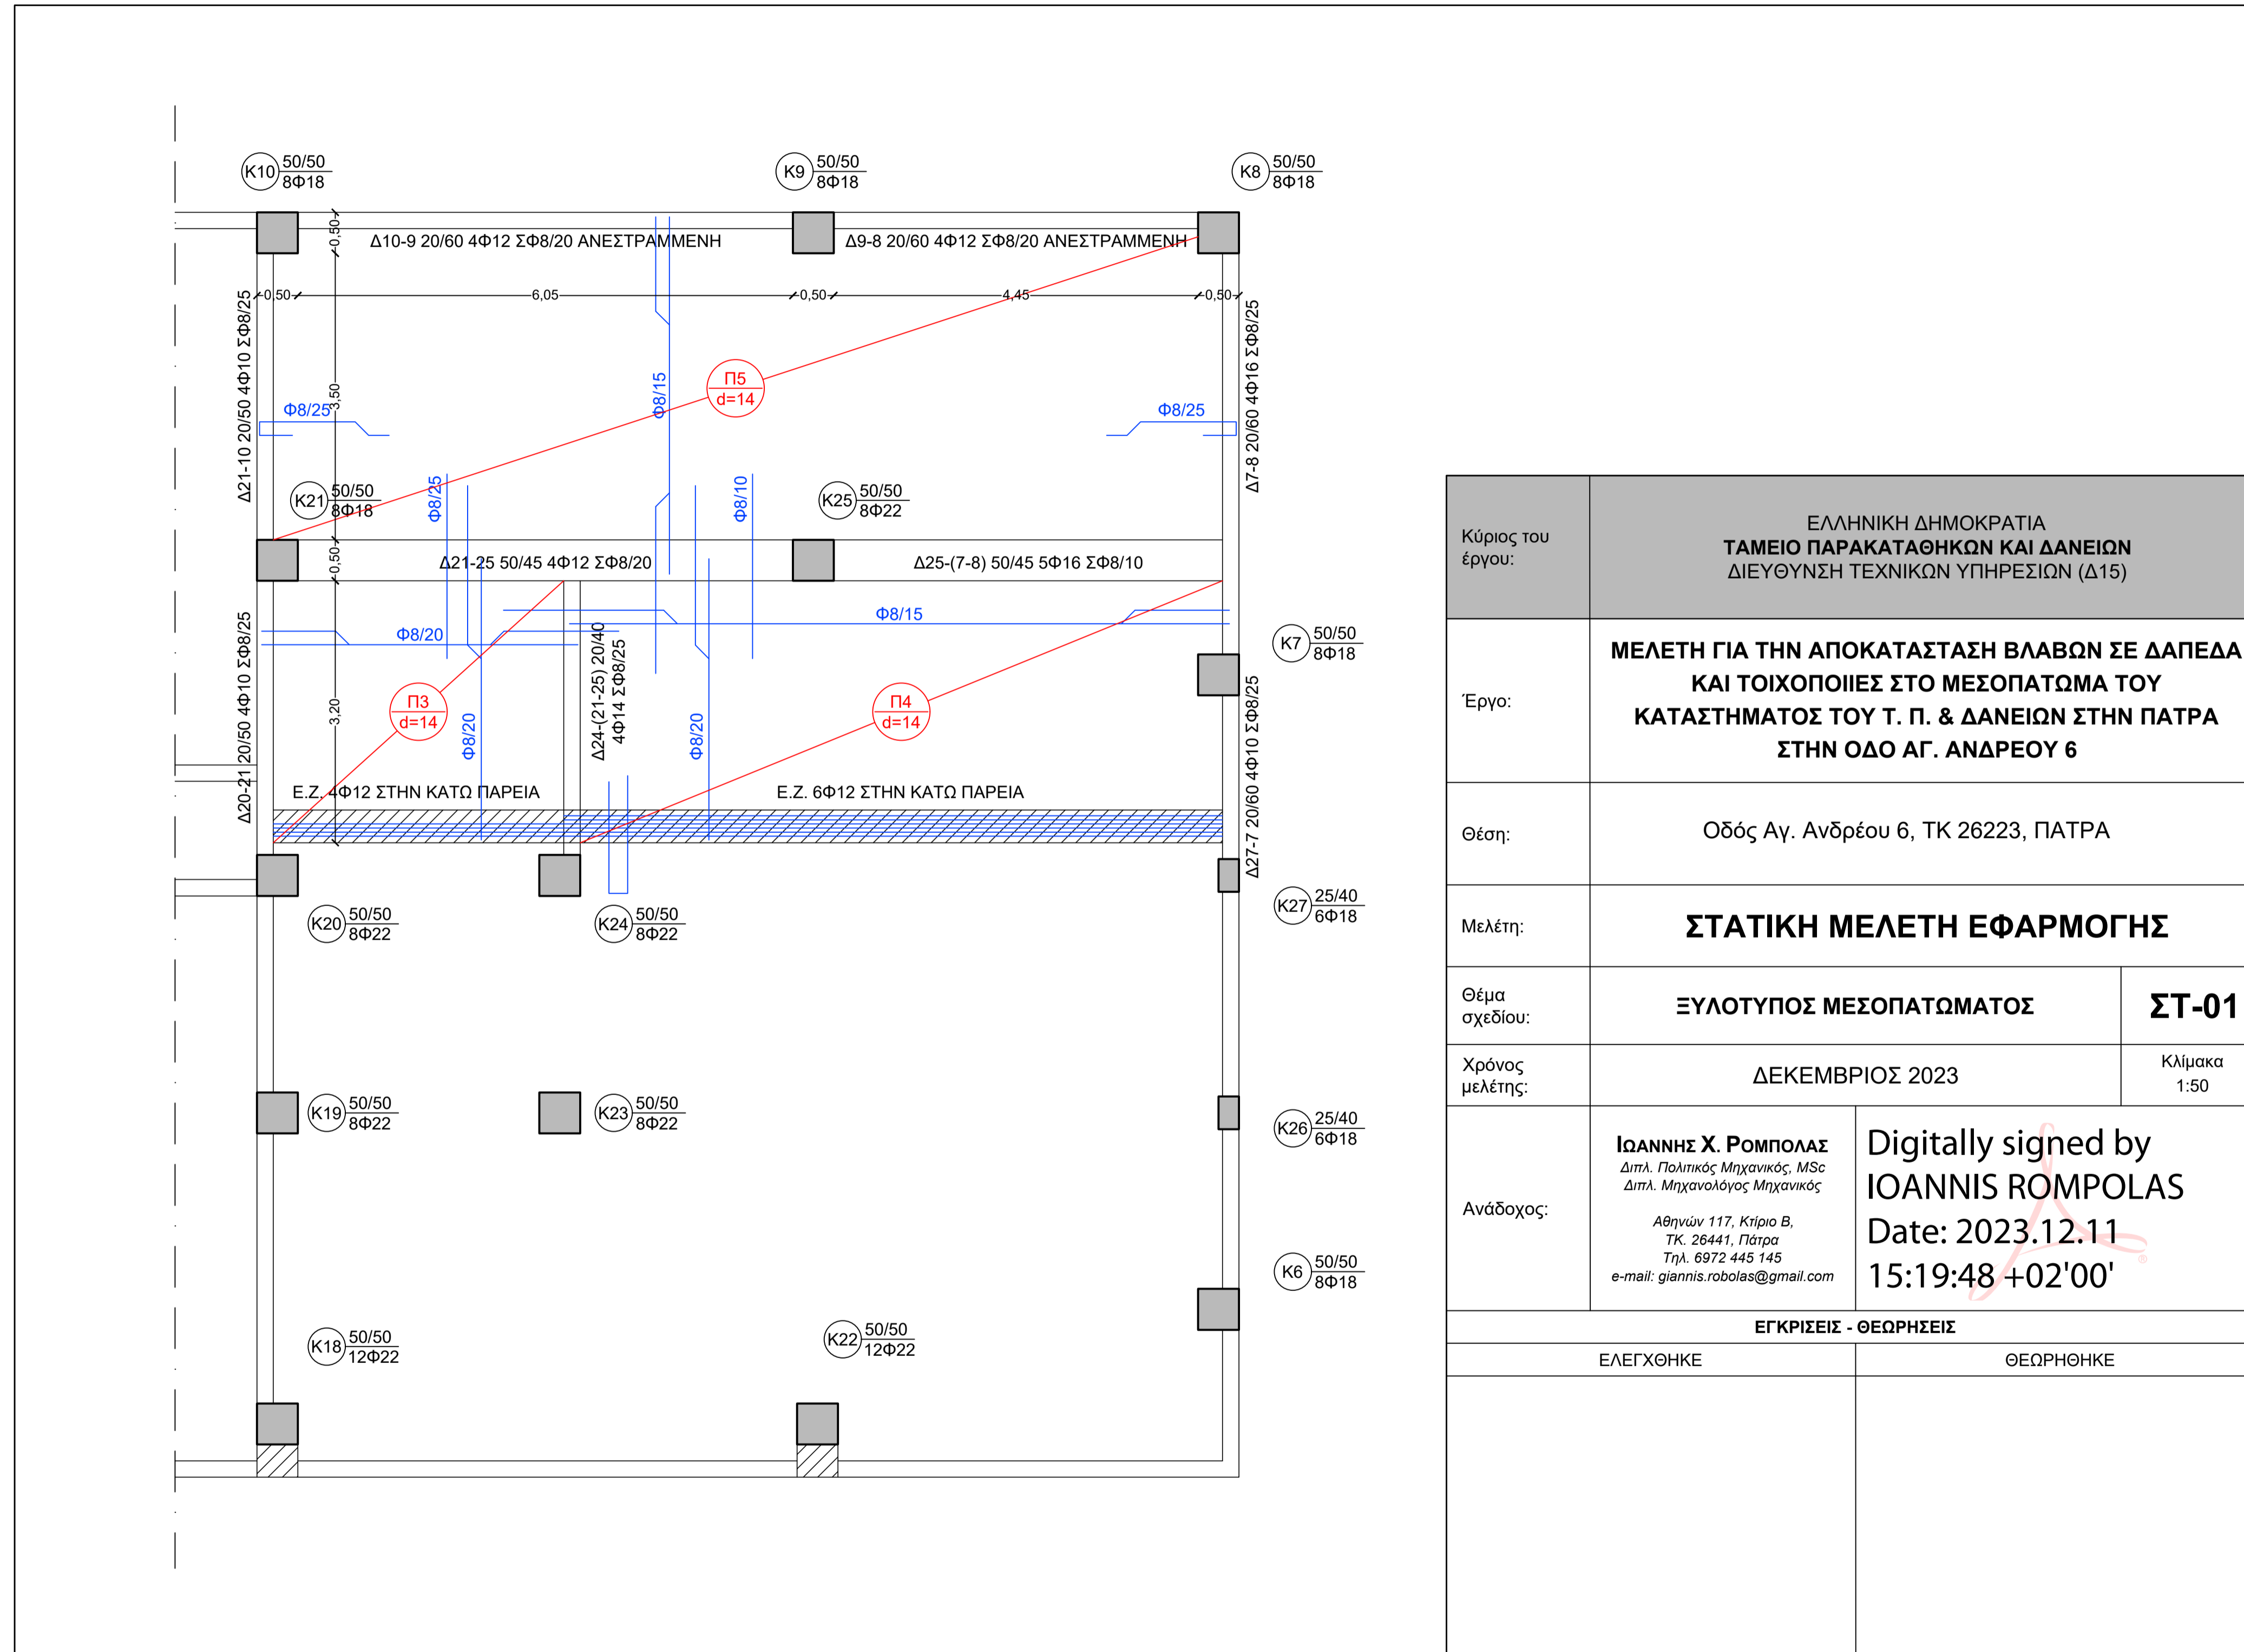 K10 50/50
8Φ18
K9 50/50
8Φ18
K8 50/50
8Φ18
Δ10-9 20/60 4Φ12 ΣΦ8/20 ΑΝΕΣΤΡΑΜΜΕΝΗ
Δ9-8 20/60 4Φ12 ΣΦ8/20 ΑΝΕΣΤΡΑΜΜΕΝΗ
0,50
0,50
6,05
0,50
4,45
0,50
Δ21-10 20/50 4Φ10 ΣΦ8/25
Δ7-8 20/60 4Φ16 ΣΦ8/25
3,50
Φ8/15
Π5
d=14
Φ8/25
Φ8/25
K21 50/50
8Φ18
Φ8/25
Φ8/10
K25 50/50
8Φ22
0,50
Δ21-25 50/45 4Φ12 ΣΦ8/20
Δ25-(7-8) 50/45 5Φ16 ΣΦ8/10
Φ8/20
Φ8/15
K7 50/50
8Φ18
Δ20-21 20/50 4Φ10 ΣΦ8/25
3,20
Π3
d=14
Φ8/20
Δ24-(21-25) 20/40
4Φ14 ΣΦ8/25
Φ8/20
Π4
d=14
Δ27-7 20/60 4Φ10 ΣΦ8/25
Ε.Ζ. 4Φ12 ΣΤΗΝ ΚΑΤΩ ΠΑΡΕΙΑ
Ε.Ζ. 6Φ12 ΣΤΗΝ ΚΑΤΩ ΠΑΡΕΙΑ
K20 50/50
8Φ22
K24 50/50
8Φ22
K27 25/40
6Φ18
K19 50/50
8Φ22
K23 50/50
8Φ22
K26 25/40
6Φ18
K6 50/50
8Φ18
K18 50/50
12Φ22
K22 50/50
12Φ22
Κύριος του
έργου:
ΕΛΛΗΝΙΚΗ ΔΗΜΟΚΡΑΤΙΑ
ΤΑΜΕΙΟ ΠΑΡΑΚΑΤΑΘΗΚΩΝ ΚΑΙ ΔΑΝΕΙΩΝ
ΔΙΕΥΘΥΝΣΗ ΤΕΧΝΙΚΩΝ ΥΠΗΡΕΣΙΩΝ (Δ15)
Έργο:
ΜΕΛΕΤΗ ΓΙΑ ΤΗΝ ΑΠΟΚΑΤΑΣΤΑΣΗ ΒΛΑΒΩΝ ΣΕ ΔΑΠΕΔΑ
ΚΑΙ ΤΟΙΧΟΠΟΙΙΕΣ ΣΤΟ ΜΕΣΟΠΑΤΩΜΑ ΤΟΥ
ΚΑΤΑΣΤΗΜΑΤΟΣ ΤΟΥ Τ. Π. & ΔΑΝΕΙΩΝ ΣΤΗΝ ΠΑΤΡΑ
ΣΤΗΝ ΟΔΟ ΑΓ. ΑΝΔΡΕΟΥ 6
Θέση:
Οδός Αγ. Ανδρέου 6, ΤΚ 26223, ΠΑΤΡΑ
Μελέτη:
ΣΤΑΤΙΚΗ ΜΕΛΕΤΗ ΕΦΑΡΜΟΓΗΣ
Θέμα
σχεδίου:
ΞΥΛΟΤΥΠΟΣ ΜΕΣΟΠΑΤΩΜΑΤΟΣ
ΣΤ-01
Χρόνος
μελέτης:
ΔΕΚΕΜΒΡΙΟΣ 2023
Κλίμακα
1:50
Ανάδοχος:
ΙΩΑΝΝΗΣ Χ. ΡΟΜΠΟΛΑΣ
Διπλ. Πολιτικός Μηχανικός, MSc
Διπλ. Μηχανολόγος Μηχανικός
Αθηνών 117, Κτίριο Β,
ΤΚ. 26441, Πάτρα
Τηλ. 6972 445 145
e-mail: giannis.robolas@gmail.com
Digitally signed by
IOANNIS ROMPOLAS
Date: 2023.12.11
15:19:48 +02'00'
ΕΓΚΡΙΣΕΙΣ - ΘΕΩΡΗΣΕΙΣ
ΕΛΕΓΧΘΗΚΕ
ΘΕΩΡΗΘΗΚΕ